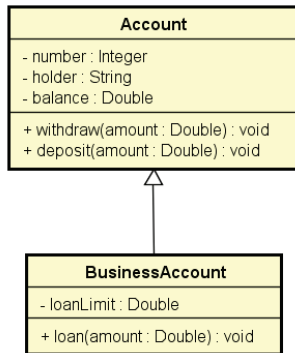 Account
- number : Integer
- holder : String
- balance : Double
+ withdraw(amount : Double) : void
+ deposit(amount : Double) : void
BusinessAccount
- loanLimit : Double
+ loan(amount : Double) : void